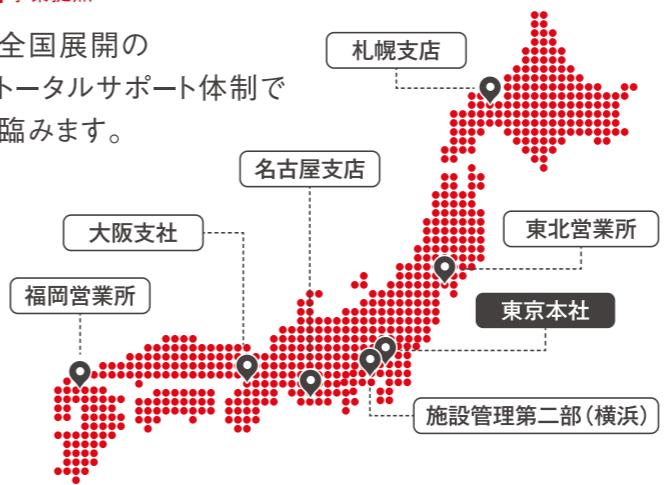 全国展開の
トータルサポート体制で
臨みます。
札幌支店
名古屋支店
大阪支社
東北営業所
福岡営業所
東京本社
施設管理第二部(横浜)